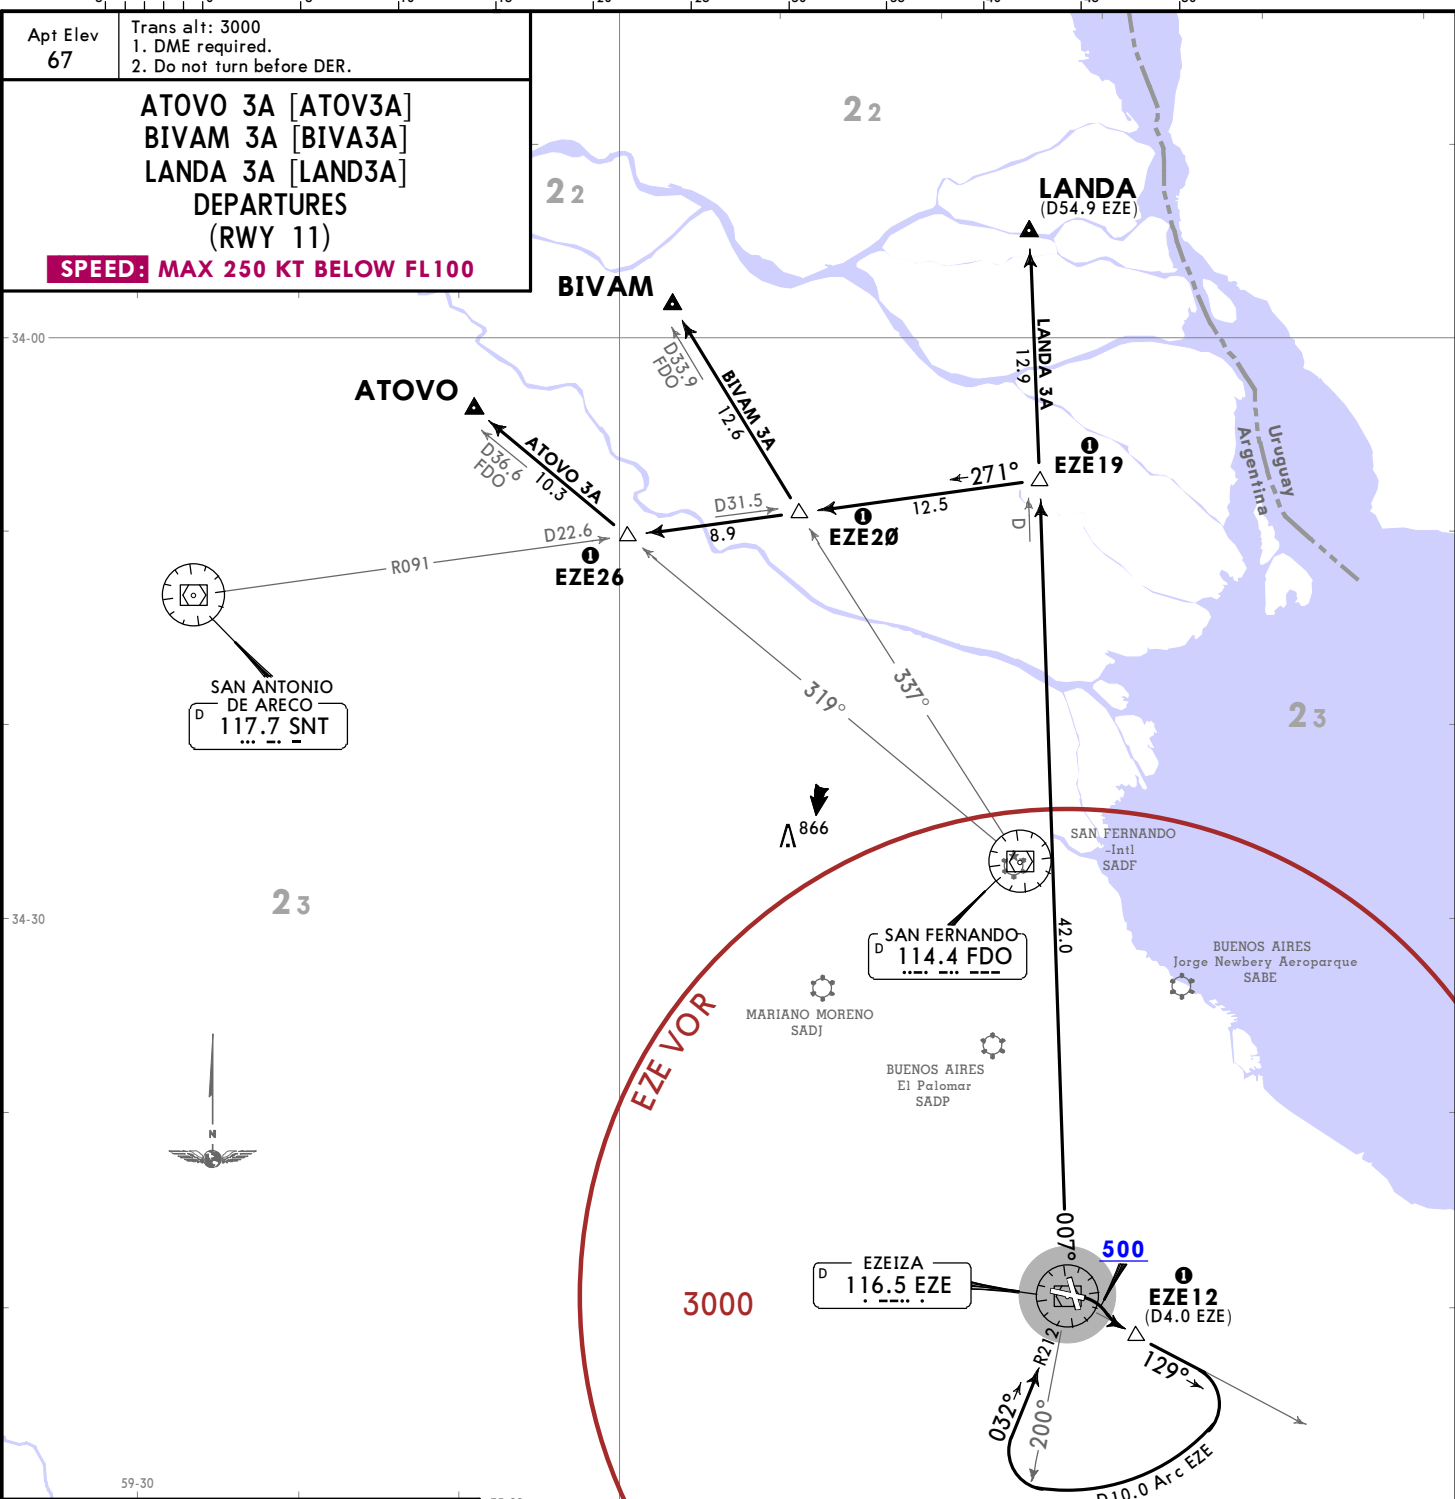 Apt Elev
67
Trans alt: 3000
1. DME required.
2. Do not turn before DER.
ATOVO 3A [ATOV3A]
BIVAM 3A [BIVA3A]
LANDA 3A [LAND3A]
DEPARTURES
(RWY 11)
SPEED: MAX 250 KT BELOW FL100
22
22
LANDA
(D54.9 EZE)
BIVAM
34-00
D33.9
FDO
BIVAM 3A
12.6
LANDA 3A
12.9
ATOVO
D36.6
FDO
ATOVO 3A
10.3
Uruguay
Argentina
1
EZE19
271°
12.5
D
D31.5
8.9
1
EZE20
D22.6
1
EZE26
R091
SAN ANTONIO
DE ARECO
D 117.7 SNT
319°
337°
23
866
SAN FERNANDO
-Intl
SADF
23
34-30
SAN FERNANDO
D 114.4 FDO
42.0
BUENOS AIRES
Jorge Newbery Aeroparque
SABE
MARIANO MORENO
SADJ
EZE VOR
BUENOS AIRES
El Palomar
SADP
N
007°
500
EZEIZA
D 116.5 EZE
3000
1
EZE12
(D4.0 EZE)
R212
129°
032°
200°
D10.0 Arc EZE
59-30